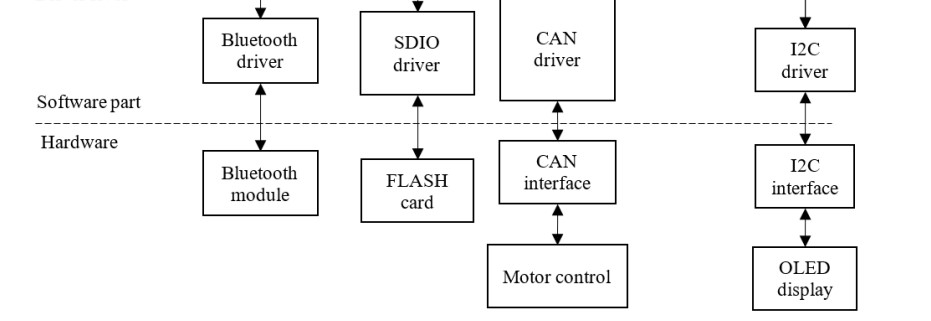 Bluetooth
driver
SDIO
driver
CAN
driver
I2C
driver
Software part
Hardware
Bluetooth
module
FLASH
card
CAN
interface
I2C
interface
Motor control
OLED
display